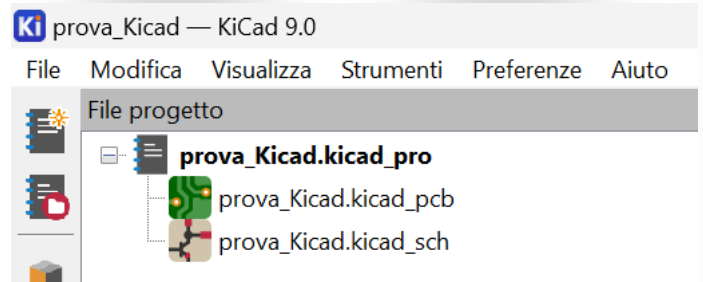 Ki prova_Kicad — KiCad 9.0
File Modifica Visualizza Strumenti Preferenze Aiuto
File progetto
prova_Kicad.kicad_pro
prova_Kicad.kicad_pcb
prova_Kicad.kicad_sch